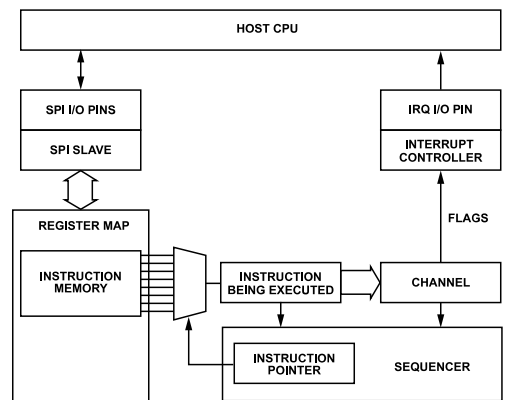 HOST CPU
SPI I/O PINS
SPI SLAVE
IRQ I/O PIN
INTERRUPT
CONTROLLER
FLAGS
REGISTER MAP
INSTRUCTION
MEMORY
INSTRUCTION
BEING EXECUTED
CHANNEL
INSTRUCTION
POINTER
SEQUENCER